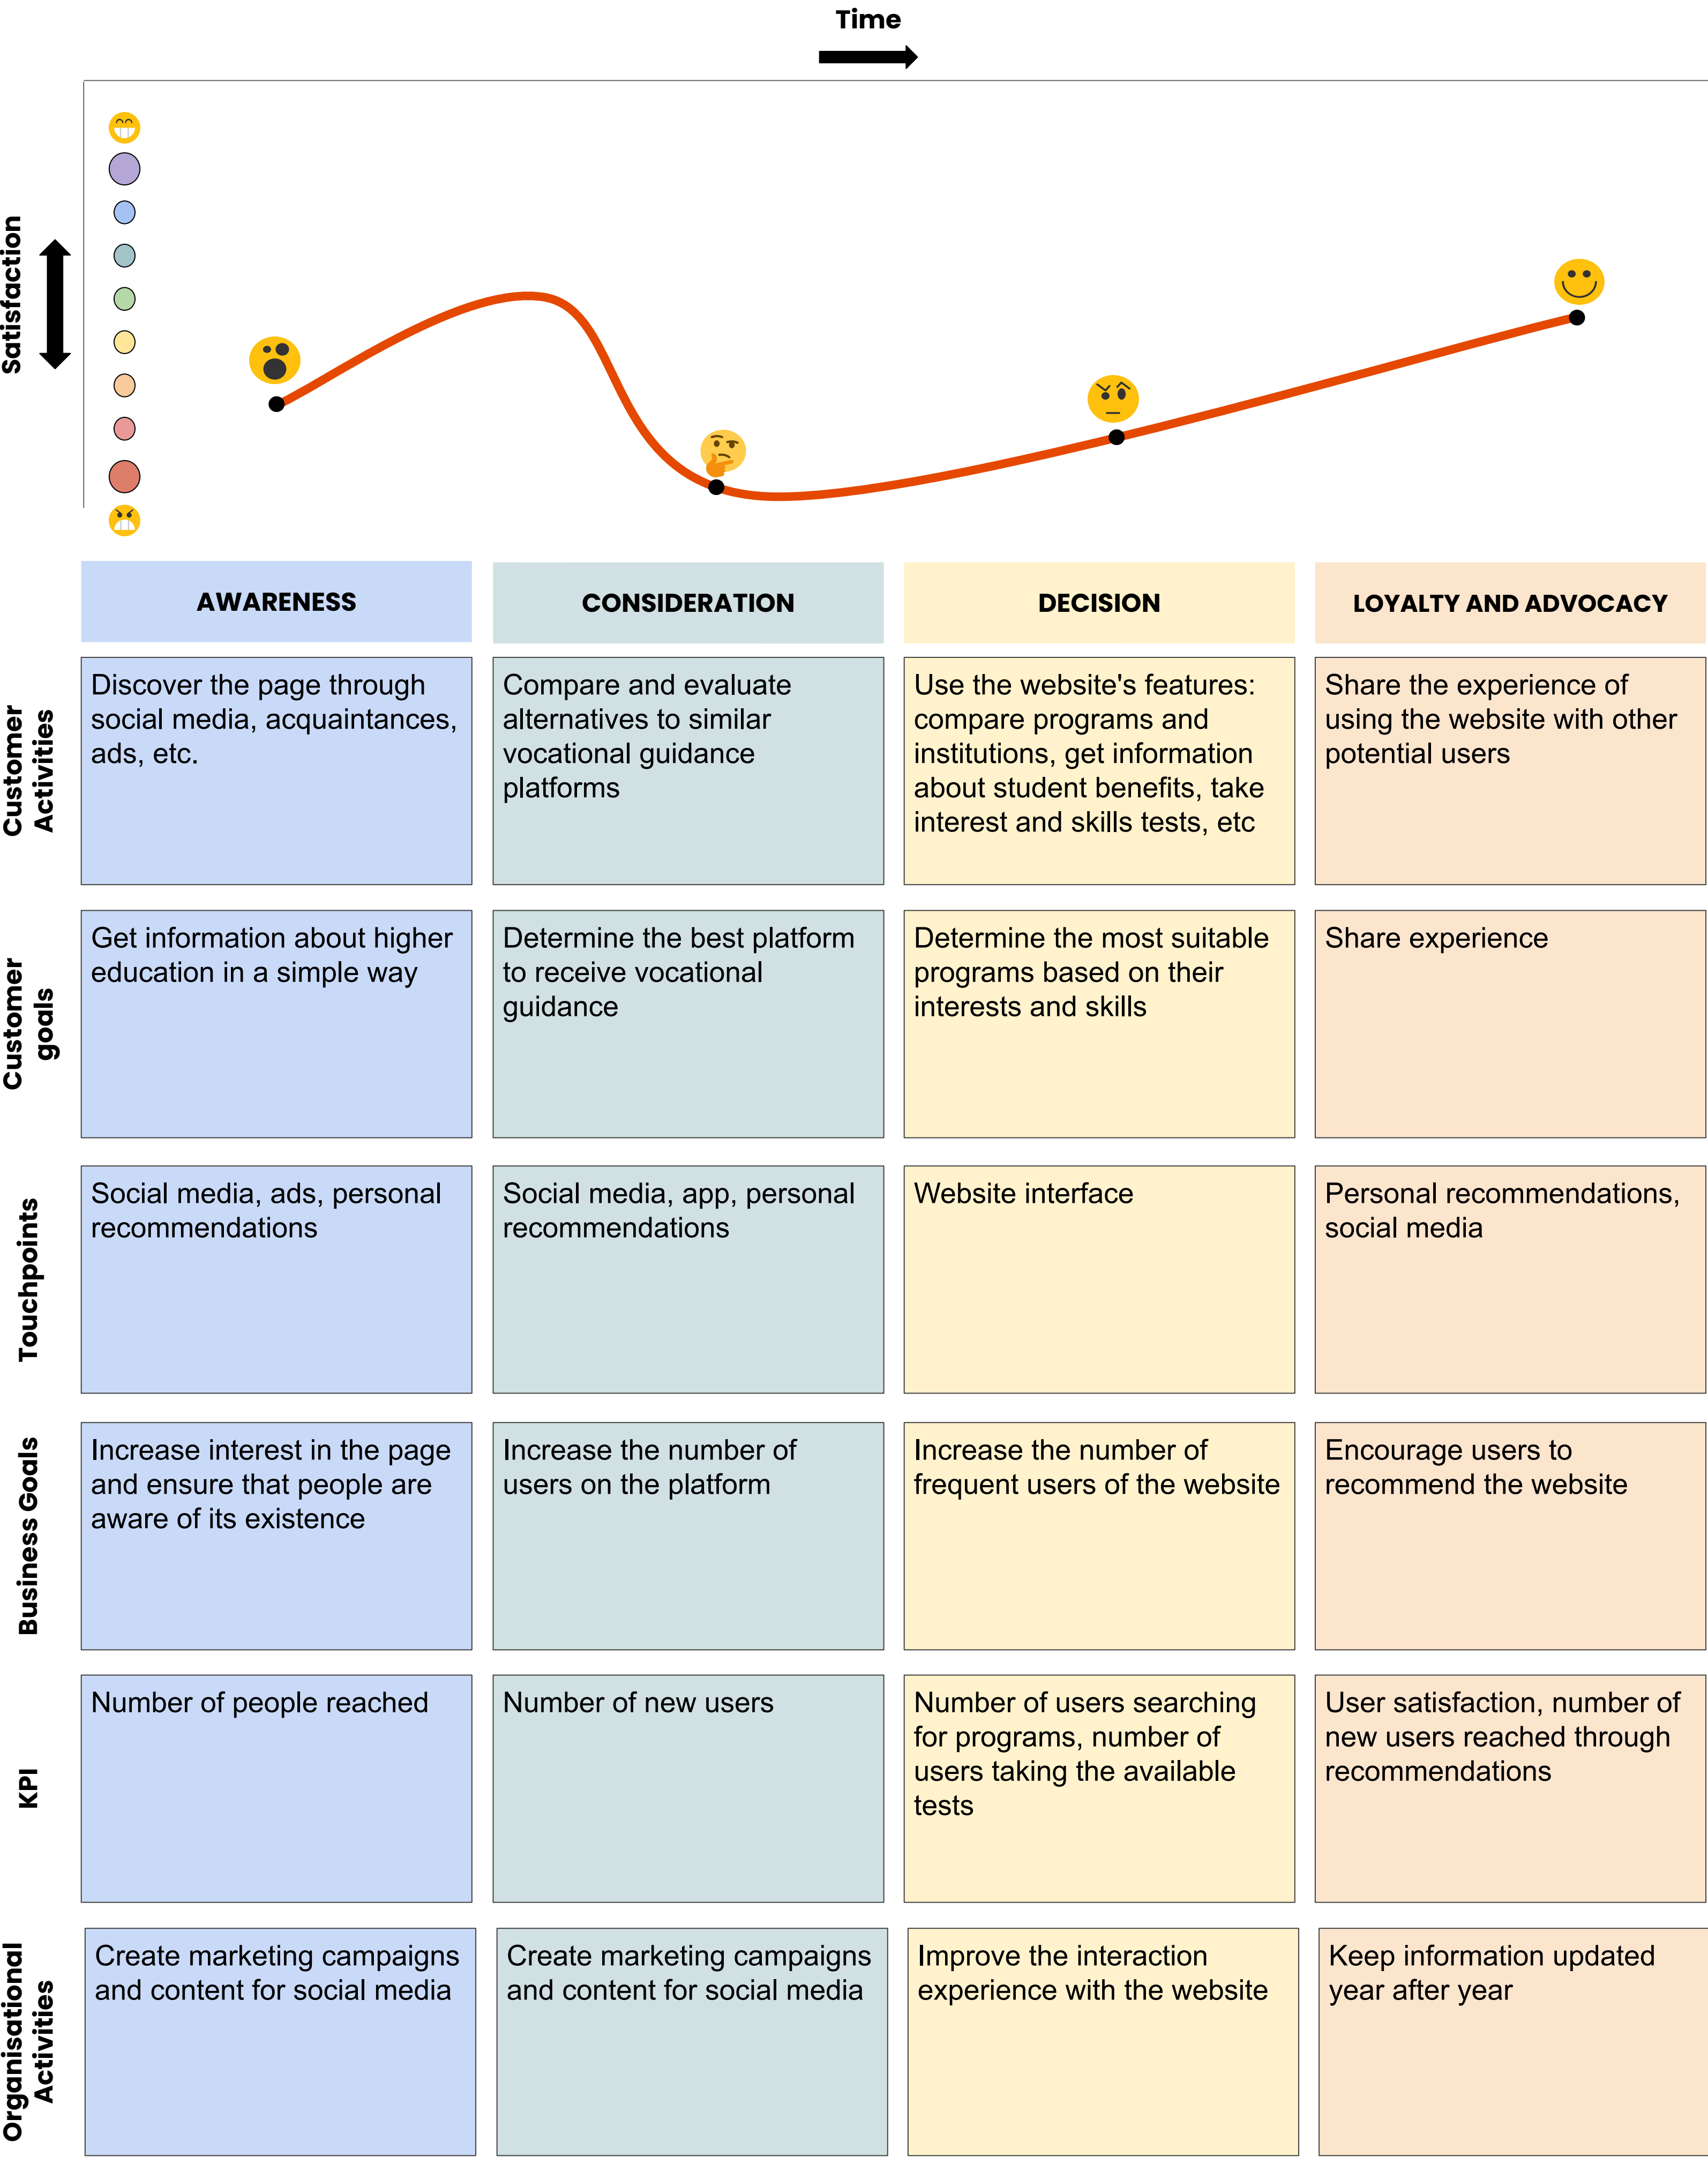 Time
Satisfaction
AWARENESS
CONSIDERATION
DECISION
LOYALTY AND ADVOCACY
Customer
Activities
Discover the page through
social media, acquaintances,
ads, etc.
Compare and evaluate
alternatives to similar
vocational guidance
platforms
Use the website's features:
compare programs and
institutions, get information
about student benefits, take
interest and skills tests, etc
Share the experience of
using the website with other
potential users
Customer
goals
Get information about higher
education in a simple way
Determine the best platform
to receive vocational
guidance
Determine the most suitable
programs based on their
interests and skills
Share experience
Touchpoints
Social media, ads, personal
recommendations
Social media, app, personal
recommendations
Website interface
Personal recommendations,
social media
Business Goals
Increase interest in the page
and ensure that people are
aware of its existence
Increase the number of
users on the platform
Increase the number of
frequent users of the website
Encourage users to
recommend the website
KPI
Number of people reached
Number of new users
Number of users searching
for programs, number of
users taking the available
tests
User satisfaction, number of
new users reached through
recommendations
Organisational
Activities
Create marketing campaigns
and content for social media
Create marketing campaigns
and content for social media
Improve the interaction
experience with the website
Keep information updated
year after year